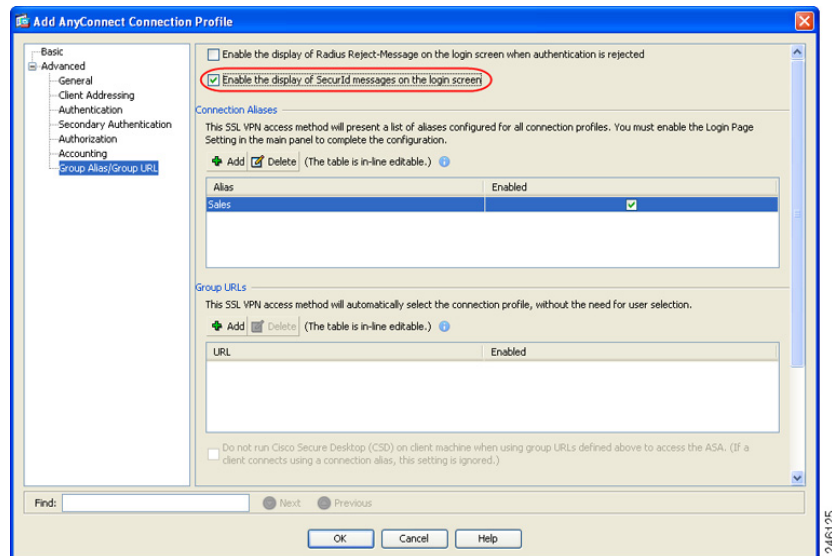 Add AnyConnect Connection Profile
Basic
Advanced
General
Client Addressing
Authentication
Secondary Authentication
Authorization
Accounting
Group Alias/Group URL
Enable the display of Radius Reject-Message on the login screen when authentication is rejected
Enable the display of SecurId messages on the login screen
Connection Aliases
This SSL VPN access method will present a list of aliases configured for all connection profiles. You must enable the Login Page
Setting in the main panel to complete the configuration.
Add Delete (The table is in-line editable.)
Alias Enabled
Sales
Group URLs
This SSL VPN access method will automatically select the connection profile, without the need for user selection.
Add Delete (The table is in-line editable.)
URL Enabled
Do not run Cisco Secure Desktop (CSD) on client machine when using group URLs defined above to access the ASA. (If a
client connects using a connection alias, this setting is ignored.)
Find: Next Previous
OK Cancel Help
246125